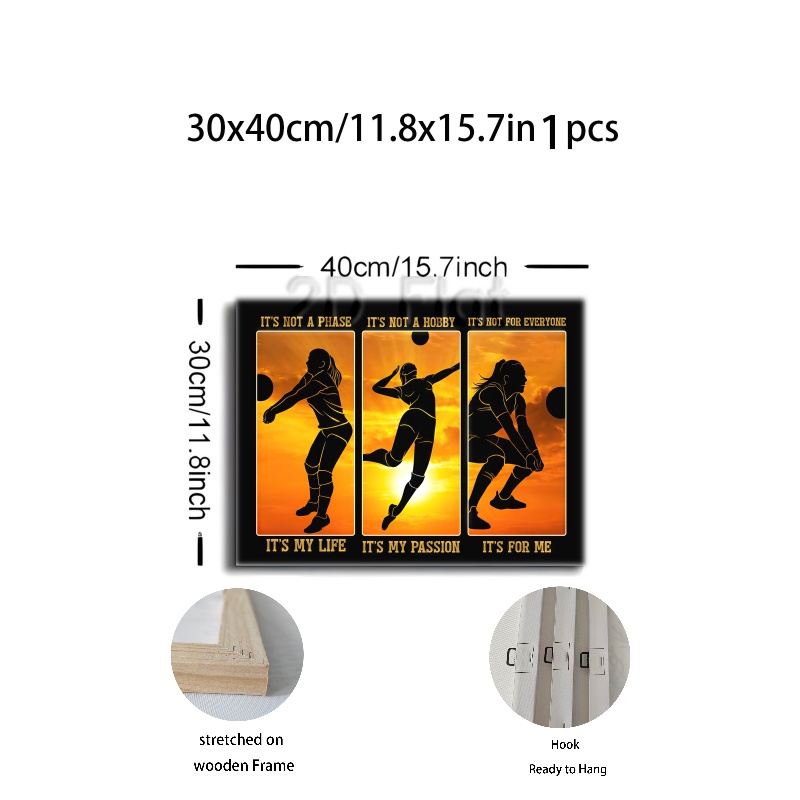 30x40cm/11.8x15.7in 1 pcs
40cm/15.7inch
2D Flat
30cm/11.8inch
IT'S NOT A PHASE
IT'S NOT A HOBBY
IT'S NOT FOR EVERYONE
IT'S MY LIFE
IT'S MY PASSION
IT'S FOR ME
stretched on
wooden Frame
Hook
Ready to Hang